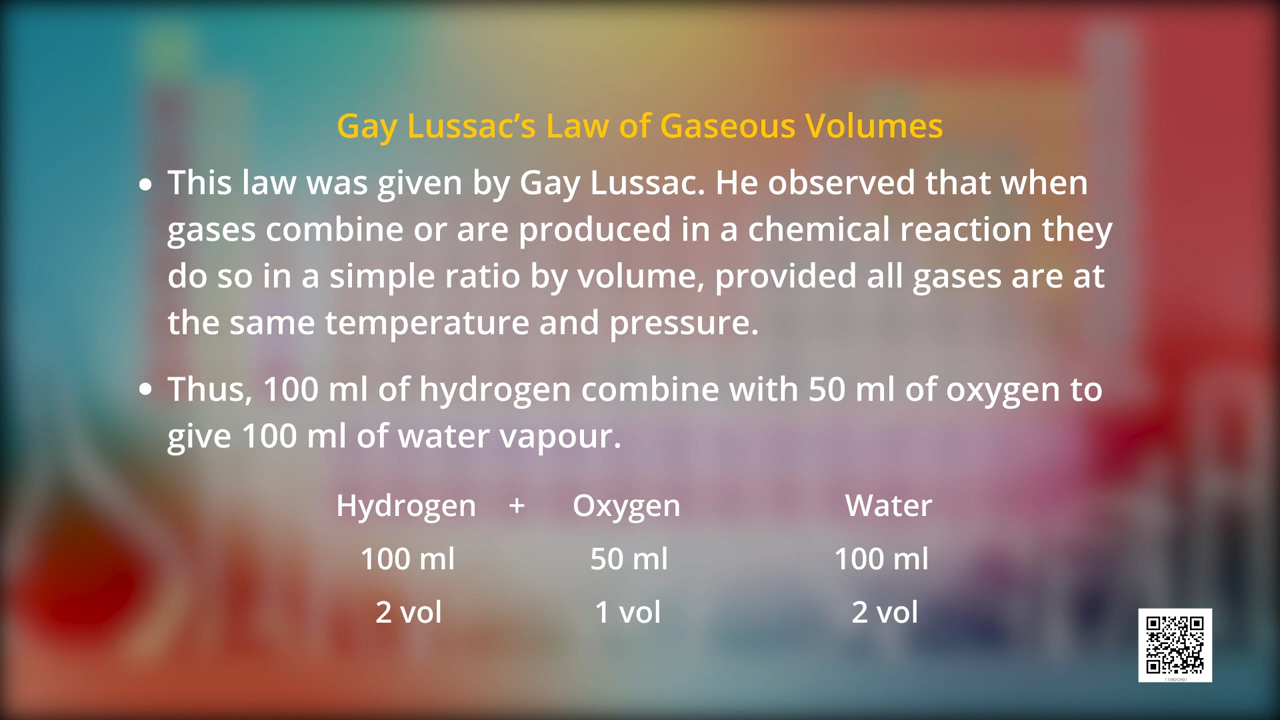 Gay Lussac’s Law of Gaseous Volumes
• This law was given by Gay Lussac. He observed that when
gases combine or are produced in a chemical reaction they
do so in a simple ratio by volume, provided all gases are at
the same temperature and pressure.
• Thus, 100 ml of hydrogen combine with 50 ml of oxygen to
give 100 ml of water vapour.
Hydrogen + Oxygen Water
100 ml 50 ml 100 ml
2 vol 1 vol 2 vol